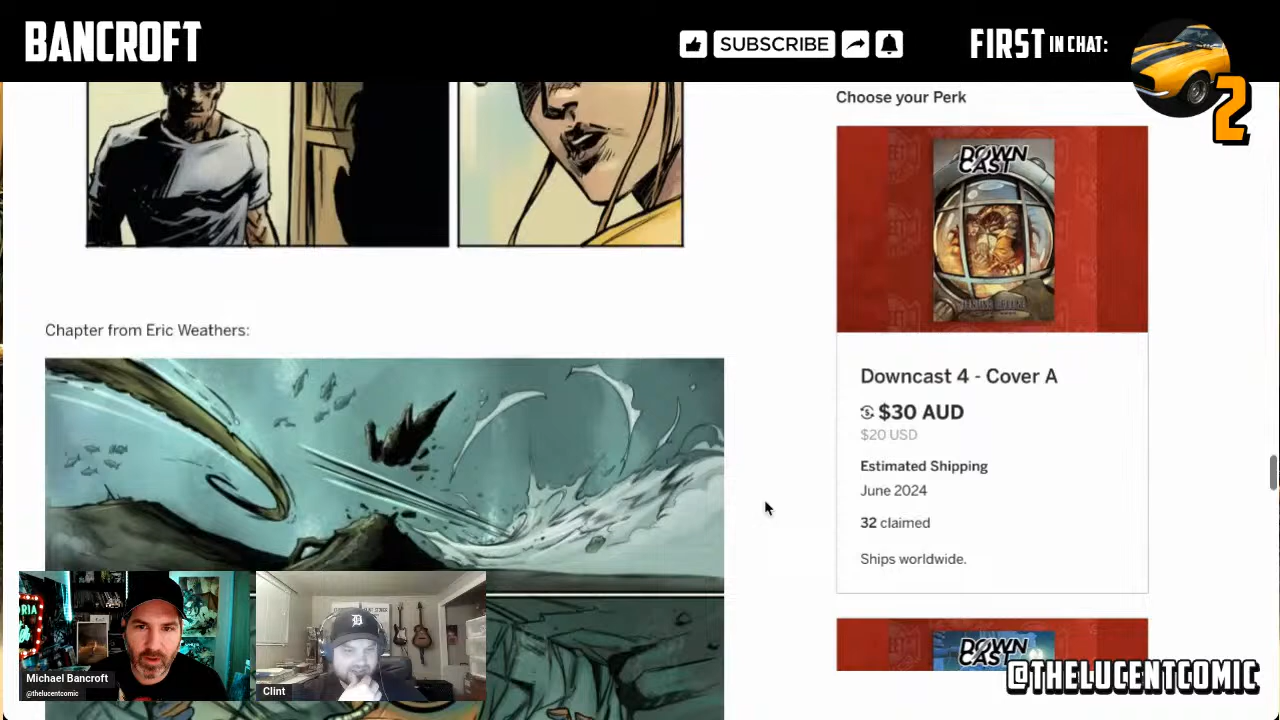 BANCROFT
SUBSCRIBE
FIRST IN CHAT:
2
Choose your Perk
DOWN
CAST
Chapter from Eric Weathers:
Downcast 4 - Cover A
$30 AUD
$20 USD
Estimated Shipping
June 2024
32 claimed
Ships worldwide.
DOWN
CAST
RIA
Michael Bancroft
@thelucentcomic
D
Clint
@THELUCENTCOMIC